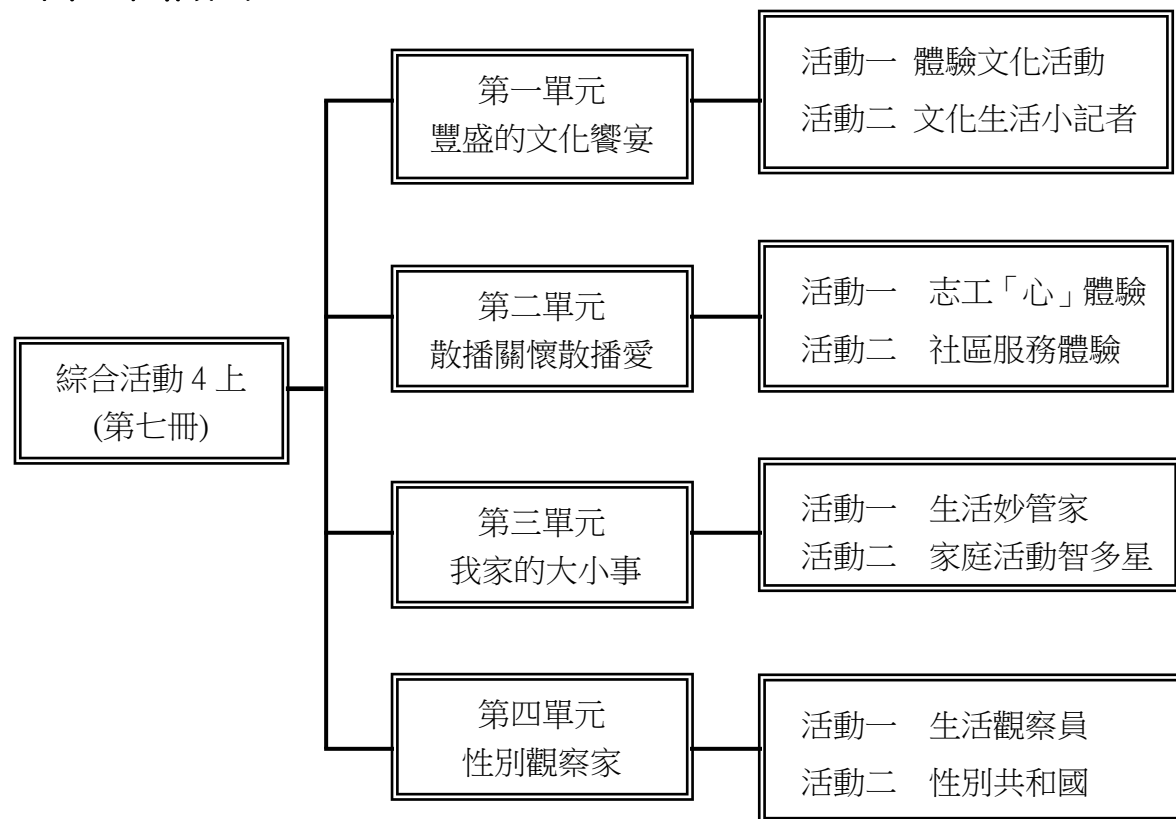 綜合活動 4 上
(第七冊)
第一單元
豐盛的文化饗宴
活動一 體驗文化活動
活動二 文化生活小記者
第二單元
散播關懷散播愛
活動一 志工「心」體驗
活動二 社區服務體驗
第三單元
我家的大小事
活動一 生活妙管家
活動二 家庭活動智多星
第四單元
性別觀察家
活動一 生活觀察員
活動二 性別共和國